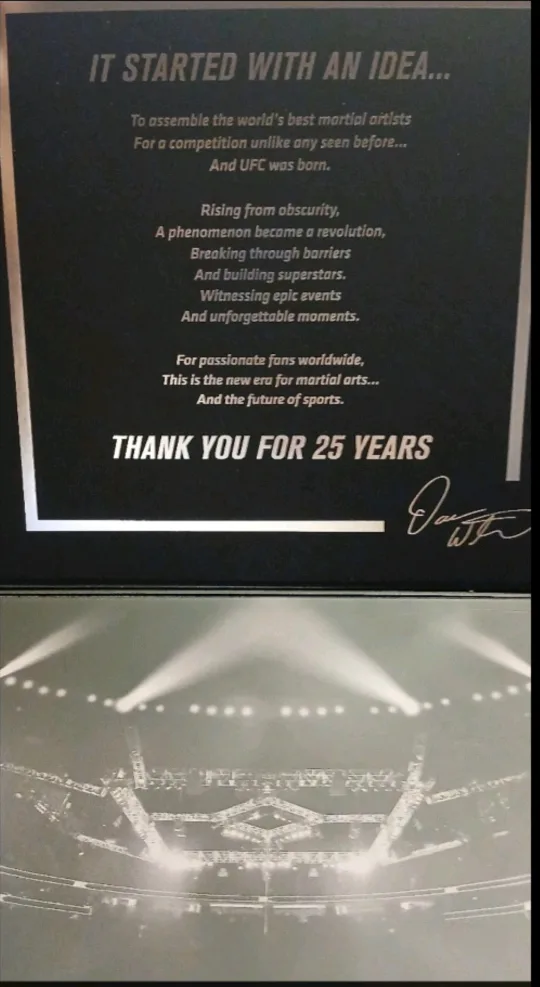 IT STARTED WITH AN IDEA...
To assemble the world's best martial artists
For a competition unlike any seen before...
And UFC was born.
Rising from obscurity,
A phenomenon became a revolution,
Breaking through barriers
And building superstars.
Witnessing epic events
And unforgettable moments.
For passionate fans worldwide,
This is the new era for martial arts...
And the future of sports.
THANK YOU FOR 25 YEARS